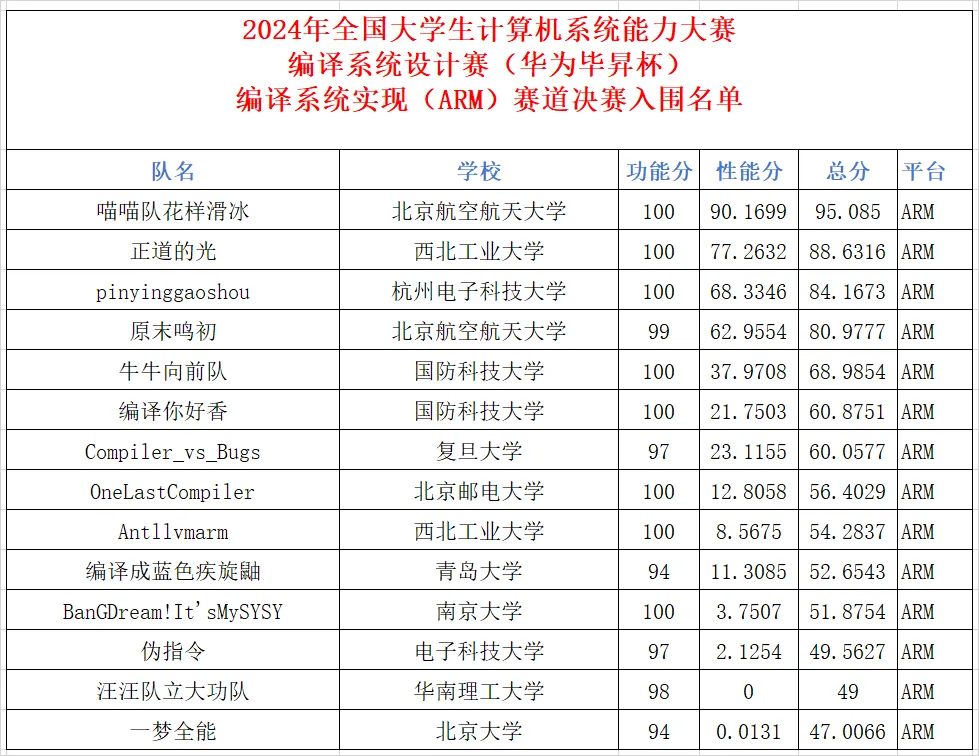 2024年全国大学生计算机系统能力大赛
编译系统设计赛（华为毕昇杯）
编译系统实现（ARM）赛道决赛入围名单
队名 学校 功能分 性能分 总分 平台
喵喵队花样滑冰 北京航空航天大学 100 90.1699 95.085 ARM
正道的光 西北工业大学 100 77.2632 88.6316 ARM
pinyinggaoshou 杭州电子科技大学 100 68.3346 84.1673 ARM
原末鸣初 北京航空航天大学 99 62.9554 80.9777 ARM
牛牛向前队 国防科技大学 100 37.9708 68.9854 ARM
编译你好香 国防科技大学 100 21.7503 60.8751 ARM
Compiler_vs_Bugs 复旦大学 97 23.1155 60.0577 ARM
OneLastCompiler 北京邮电大学 100 12.8058 56.4029 ARM
Antllvmarm 西北工业大学 100 8.5675 54.2837 ARM
编译成蓝色疾旋鼬 青岛大学 94 11.3085 52.6543 ARM
BanGDream!It'sMySYSY 南京大学 100 3.7507 51.8754 ARM
伪指令 电子科技大学 97 2.1254 49.5627 ARM
汪汪队立大功队 华南理工大学 98 0 49 ARM
一梦全能 北京大学 94 0.0131 47.0066 ARM